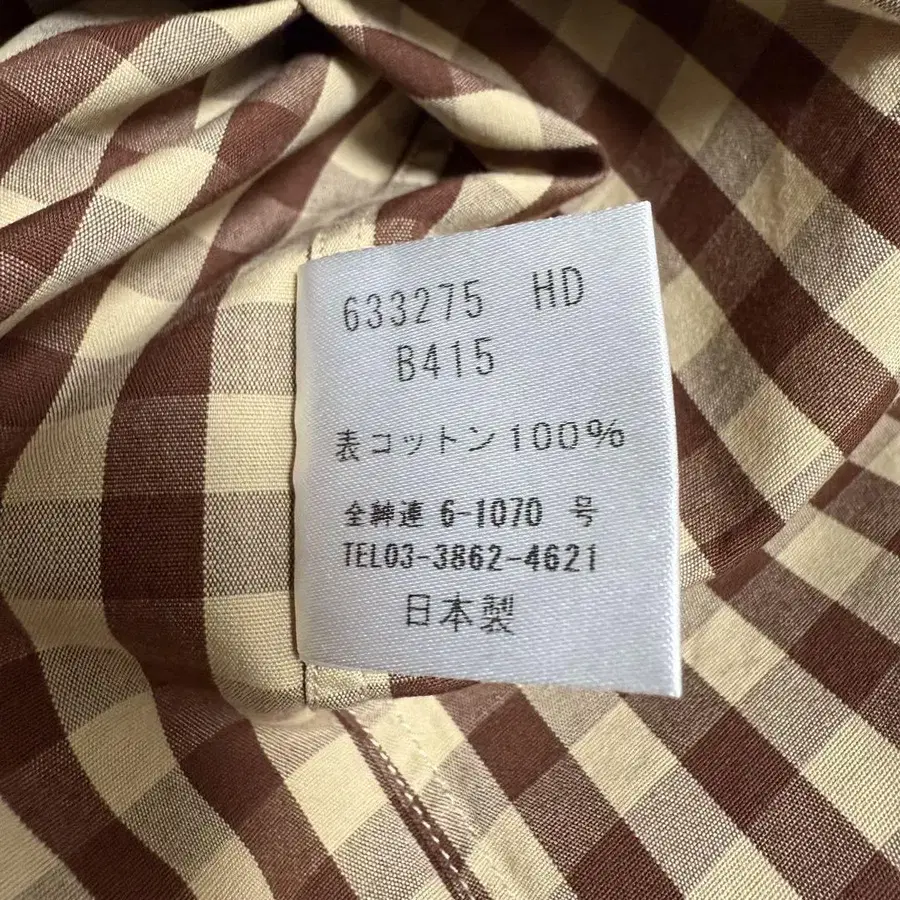 633275 HD
B415
表コットン100%
全紳連 6-1070 号
TEL03-3862-4621
日本製